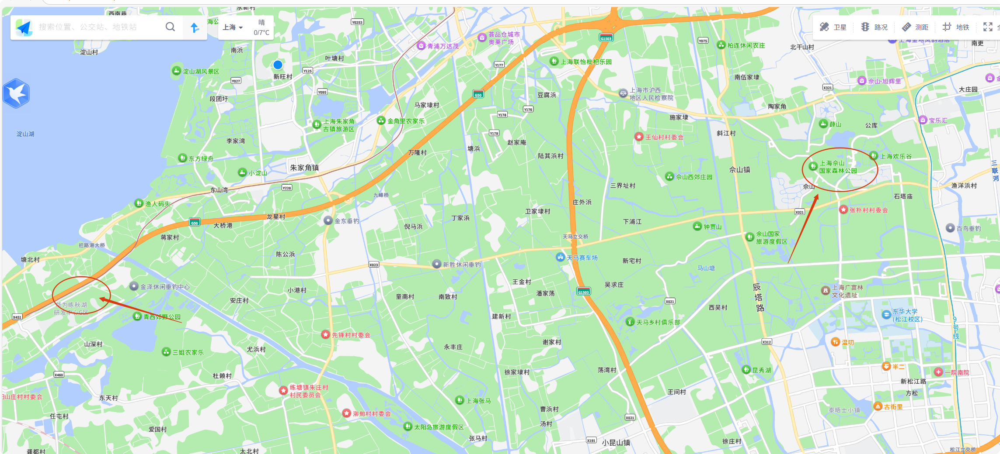 西南巷
永新村
搜索位置、公交站、地铁站
上海
晴
0/7℃
海公
Y0253
卫星
路况
测距
地铁
全
荟品仓城市
奥莱广场
青浦万达茂
G1503
Y075
柏连休闲农庄
北干山村
南更
淀山村
南浜
叶塘村
上海联怡枇杷乐园
Y177
淀山湖风景区
Y125
新旺村
Y027
南伍家埭
佘山·旭辉里
金
X321
大庄园
Y095
G50
豆腐浜
上海市沪西
地区人民检察院
段团圩
马家埭村
Y176
Y178
陶家角
施家埭
宝乐汇
上海朱家角
古镇旅游区
金角里农家乐
薛山
公库
淀山湖
Y178
斜江村
王仙村村委会
李家湾
赵家庵
塘浜
万隆村
陆其浜村
上海欢乐谷
东方绿舟
朱家角镇
上海佘山
国家森林公园
佘山镇
三联河
小淀山
佘山西郊庄园
东山湾
Y228
三界址村
佘山
渔洋浜村
九峰桥
石塔庙
渔人码头
庄外浜
卫家埭村
X021
张朴村村委会
龙星村
丁家浜
G50
金东垂钓
下浦江
大桥港
倪马浜
钟贾山
百鸟垂钓
蒋家村
天马立交桥
佘山国家
旅游度假区
拦路港大桥
陈公浜
塘北村
天马赛车场
新宅村
X023
新胜休闲垂钓
马山塘
王金村
吴求庄
金泽休闲垂钓中心
小港村
潘家荡
G1503
辰塔路
上海广富林
文化遗址
童南村
南致村
安庄村
X021
华为练秋湖
研发中心G区
西吴村
X451
青西郊野公园
建新村
天马乡村俱乐部
东华大学
(松江校区)
9号线
先锋村村委会
山深村
谢家村
X312
温叨
尤浜村
永丰庄
三姐农家乐
半二
荡湾村
昆秀湖
徐家埭村
一院南院
X460
杜赖村
新松江路
练塘镇朱庄村
村民委员会
王间村
方松
山庄村村委会
东天村
上海张马
古街里
泰晤士小镇
曹浜村
泖甸村村委会
任屯村
X021
汤村
太阳岛旅游度假区
爱国村
张马村
X191
小昆山镇
徐庄村
龚都村
太北村
松江立交桥